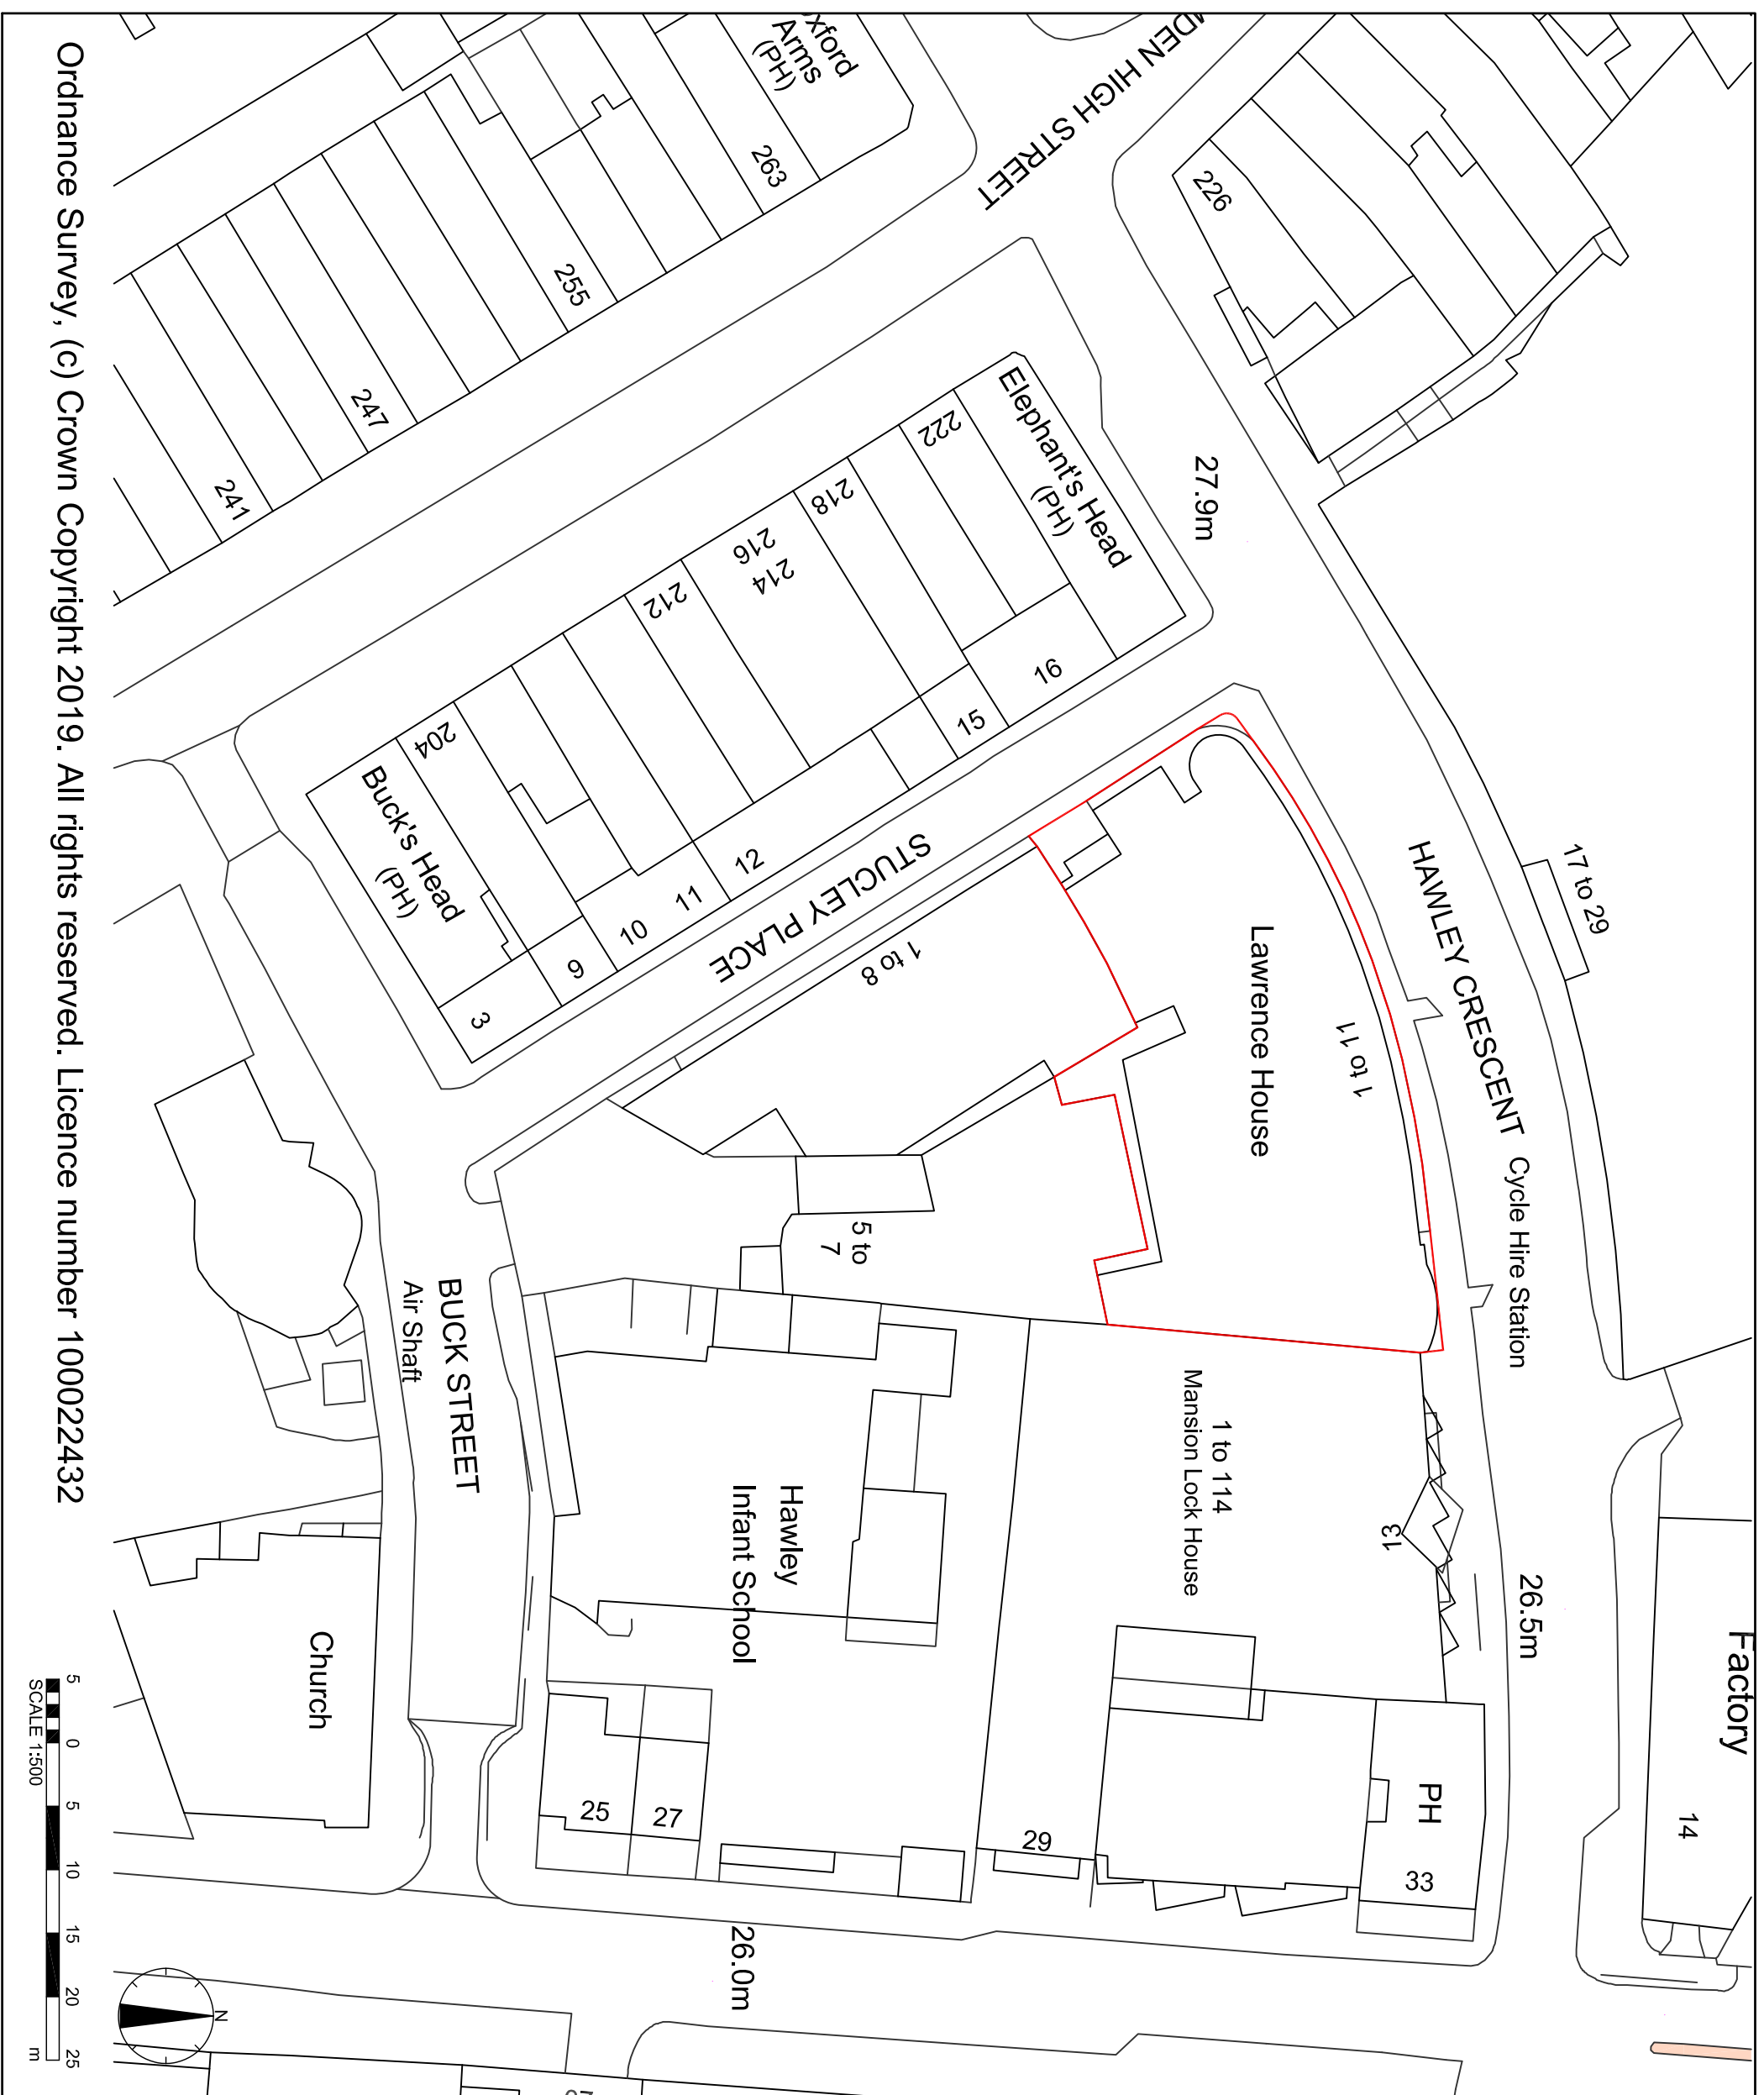 xford
Arms
(PH)
MDEN HIGH STREET
263
255
247
241
226
27.9m
Elephant's Head
(PH)
222
218
216
214
212
204
Buck's Head
(PH)
16
15
12
11
10
9
3
STUCLEY PLACE
1 to 8
17 to 29
HAWLEY CRESCENT
Cycle Hire Station
Lawrence House
1 to 11
5 to
7
BUCK STREET
Air Shaft
1 to 114
Mansion Lock House
13
Hawley
Infant School
26.5m
Factory
14
Church
25
27
29
PH
33
26.0m
N
5 0 5 10 15 20 25
m
SCALE 1:500
Ordnance Survey, (c) Crown Copyright 2019. All rights reserved. Licence number 100022432